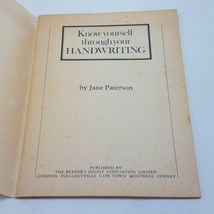 Know yourself
through your
HANDWRITING
by Jane Paterson
PUBLISHED BY
THE READER'S DIGEST ASSOCIATION LIMITED
LONDON PLEASANTVILLE CAPE TOWN MONTREAL SYDNEY